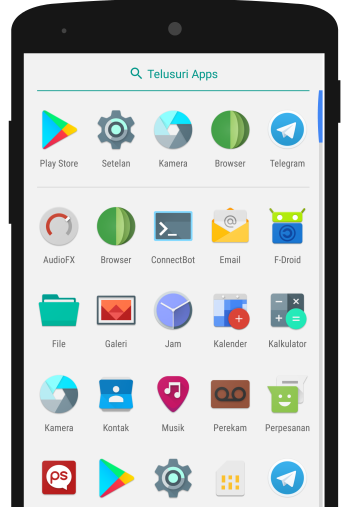 Telusuri Apps
Play Store Setelan Kamera Browser Telegram
AudioFX Browser ConnectBot Email F-Droid
File Galeri Jam Kalender Kalkulator
Kamera Kontak Musik Perekam Perpesanan
ps